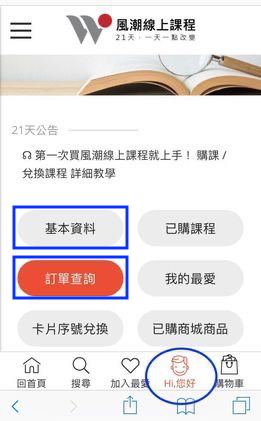 風潮線上課程
21天・一天一點改變
21天公告
第一次買風潮線上課程就上手！ 購課 /
兌換課程 詳細教學
基本資料
已購課程
訂單查詢
我的最愛
卡片序號兌換
已購商城商品
回首頁
搜尋
加入最愛
Hi,您好
購物車